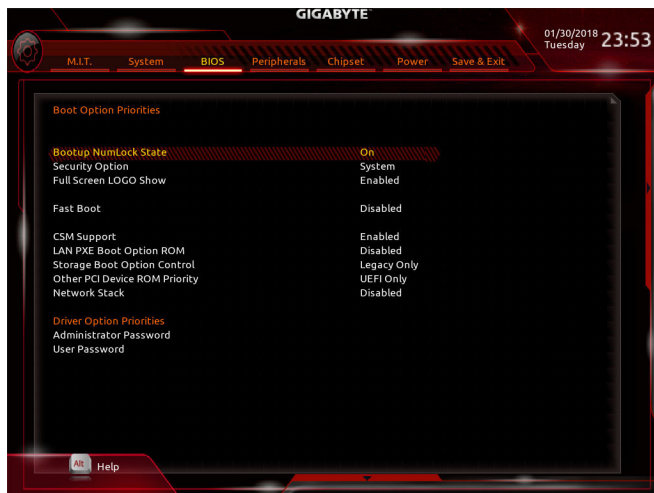 GIGABYTE™
01/30/2018
Tuesday
23:53
M.I.T. System BIOS Peripherals Chipset Power Save & Exit
Boot Option Priorities
Bootup NumLock State On
Security Option System
Full Screen LOGO Show Enabled
Fast Boot Disabled
CSM Support Enabled
LAN PXE Boot Option ROM Disabled
Storage Boot Option Control Legacy Only
Other PCI Device ROM Priority UEFI Only
Network Stack Disabled
Driver Option Priorities
Administrator Password
User Password
Alt Help